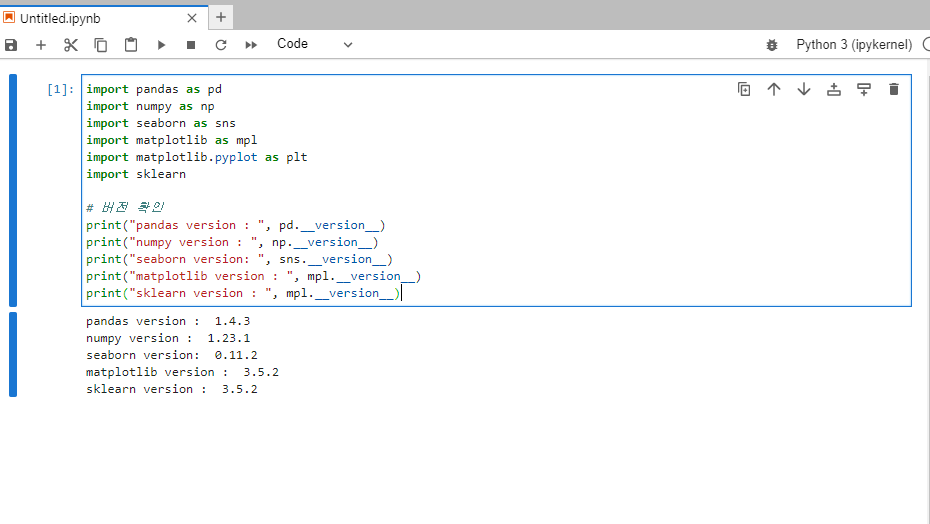 Untitled.ipynb
Code
Python 3 (ipykernel)
[1]:
import pandas as pd
import numpy as np
import seaborn as sns
import matplotlib as mpl
import matplotlib.pyplot as plt
import sklearn
# 버전 확인
print("pandas version : ", pd.__version__)
print("numpy version : ", np.__version__)
print("seaborn version: ", sns.__version__)
print("matplotlib version : ", mpl.__version__)
print("sklearn version : ", mpl.__version__)
pandas version :  1.4.3
numpy version :  1.23.1
seaborn version:  0.11.2
matplotlib version :  3.5.2
sklearn version :  3.5.2